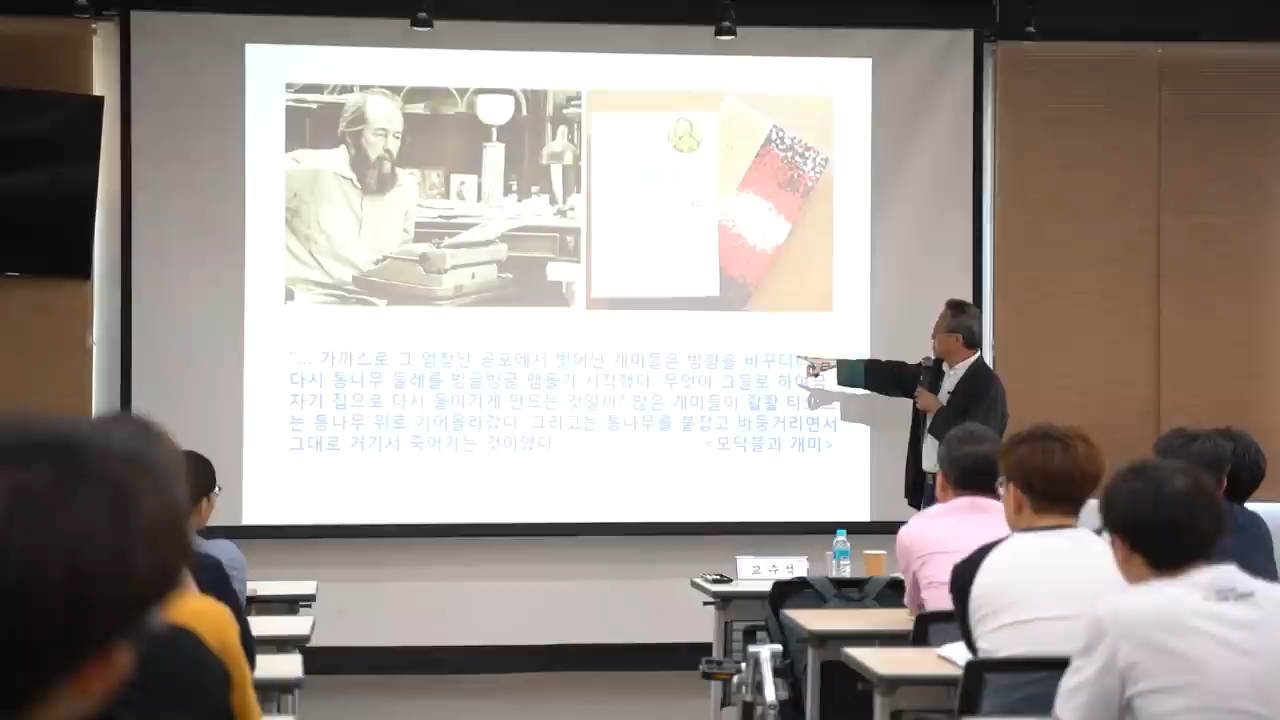 "... 가까스로 그 엄청난 공포에서 벗어난 개미들은 방향을 바꾸더
다시 통나무 둘레를 빙글빙글 맴돌기 시작했다. 무엇이 그들로 하여금
자기 집으로 다시 돌아가게 만드는 것일까? 많은 개미들이 활활 타오르
는 통나무 위로 기어올라갔다. 그리고는 통나무를 붙잡고 바둥거리면서
그대로 거기서 죽어가는 것이었다. <모닥불과 개미>
교 수 석